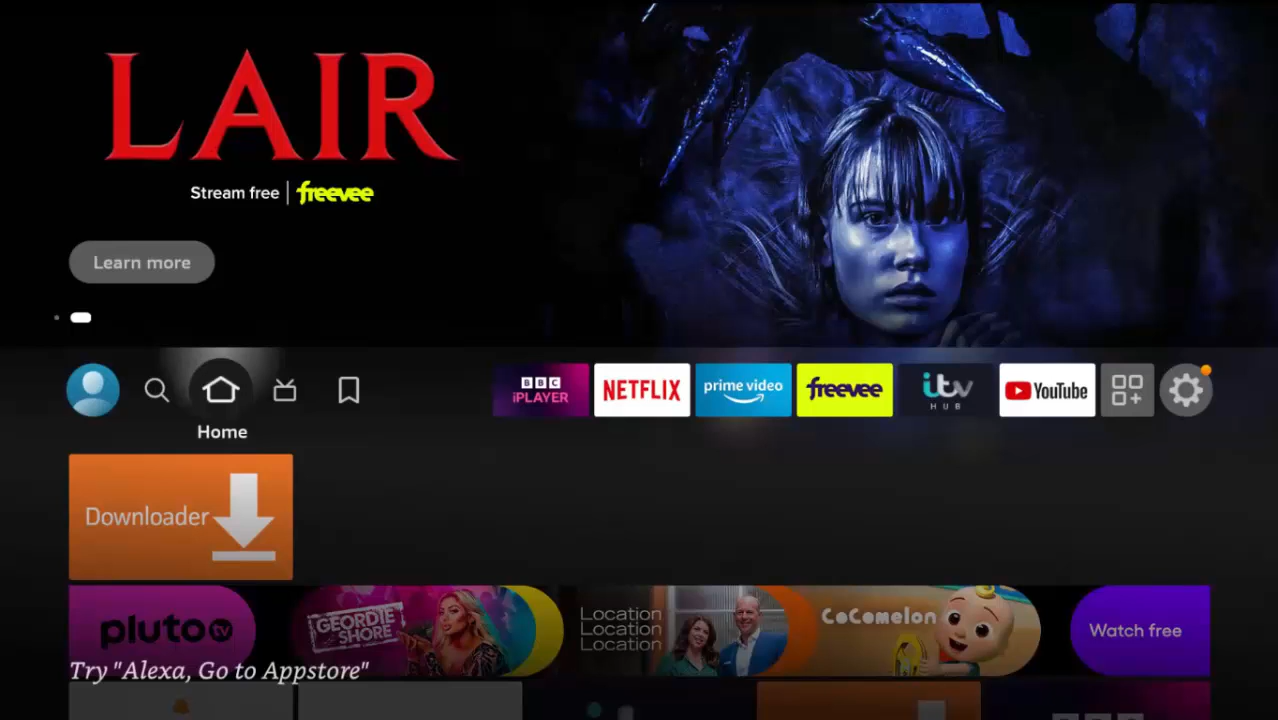 LAIR
Stream free | freevee
Learn more
BBC
iPLAYER
NETFLIX
prime video
freevee
itv
HUB
YouTube
Home
Downloader
pluto tv
GEORDIE
SHORE
Location
Location
Location
CoComelon
Watch free
Try "Alexa, Go to Appstore"